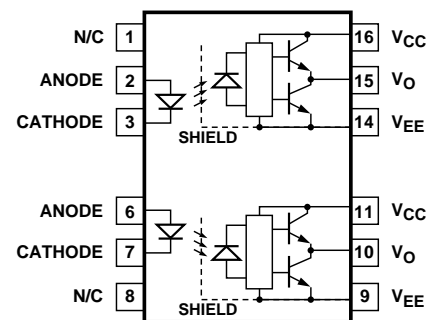 N/C 1
16 VCC
ANODE 2
15 VO
CATHODE 3
14 VEE
SHIELD
ANODE 6
11 VCC
CATHODE 7
10 VO
N/C 8
9 VEE
SHIELD